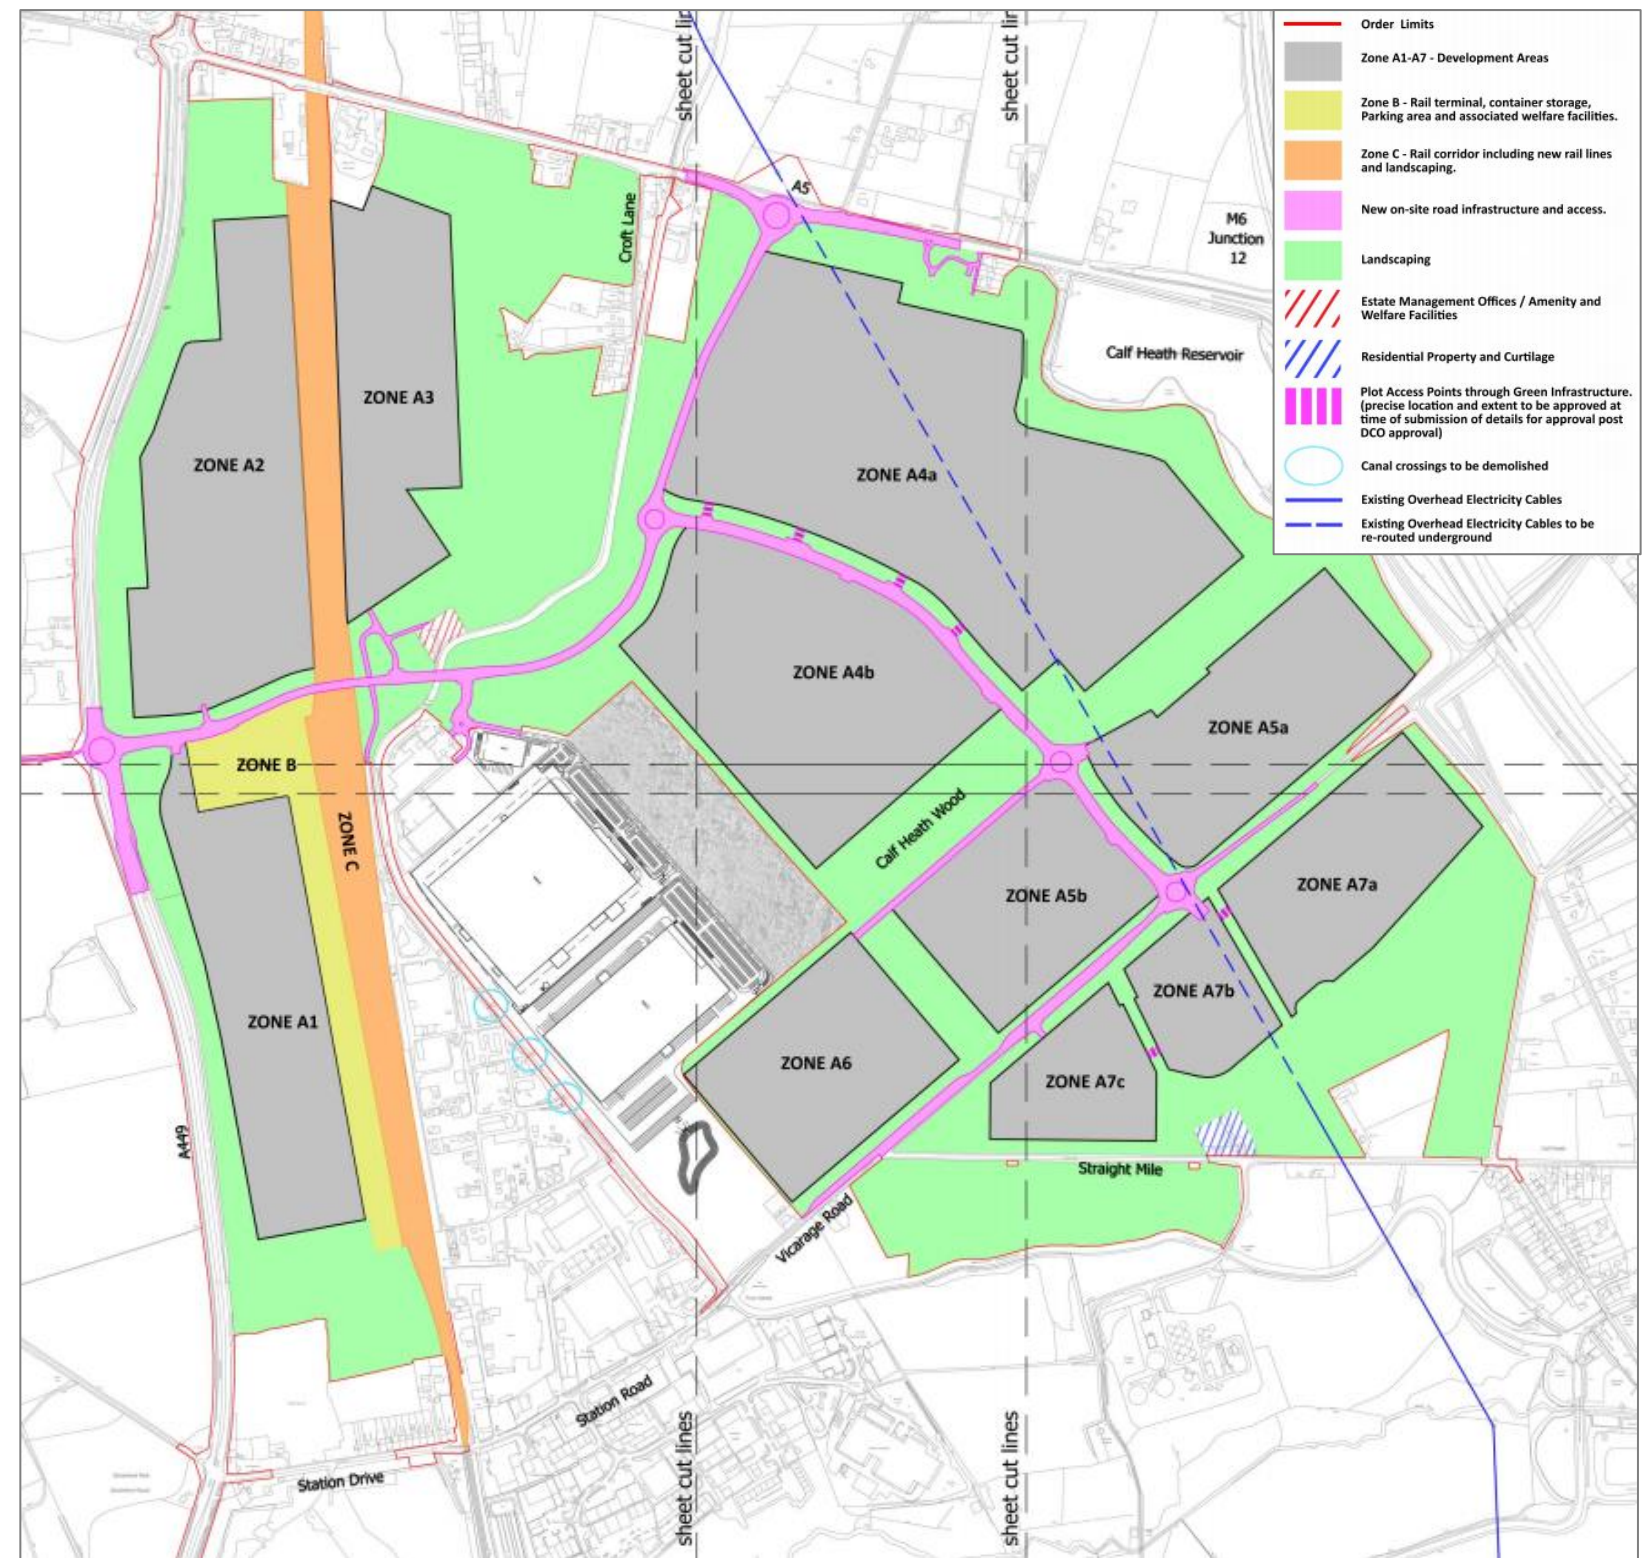 sheet cut lin
sheet cut lin
Order Limits
Zone A1-A7 - Development Areas
Zone B - Rail terminal, container storage,
Parking area and associated welfare facilities.
Zone C - Rail corridor including new rail lines
and landscaping.
New on-site road infrastructure and access.
Landscaping
Estate Management Offices / Amenity and
Welfare Facilities
Residential Property and Curtilage
Plot Access Points through Green Infrastructure.
(precise location and extent to be approved at
time of submission of details for approval post
DCO approval)
Canal crossings to be demolished
Existing Overhead Electricity Cables
Existing Overhead Electricity Cables to be
re-routed underground
A5
Croft Lane
M6
Junction
12
Calf Heath Reservoir
ZONE A3
ZONE A2
ZONE A4a
ZONE A4b
ZONE A5a
ZONE B
ZONE C
Calf Heath Wood
ZONE A5b
ZONE A7a
ZONE A7b
ZONE A1
ZONE A6
ZONE A7c
A449
Straight Mile
Vicarage Road
Station Road
Station Drive
sheet cut lines
sheet cut lines